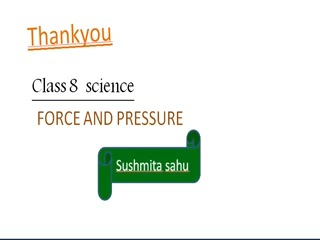 Thankyou
Class 8 science
FORCE AND PRESSURE
Sushmita sahu